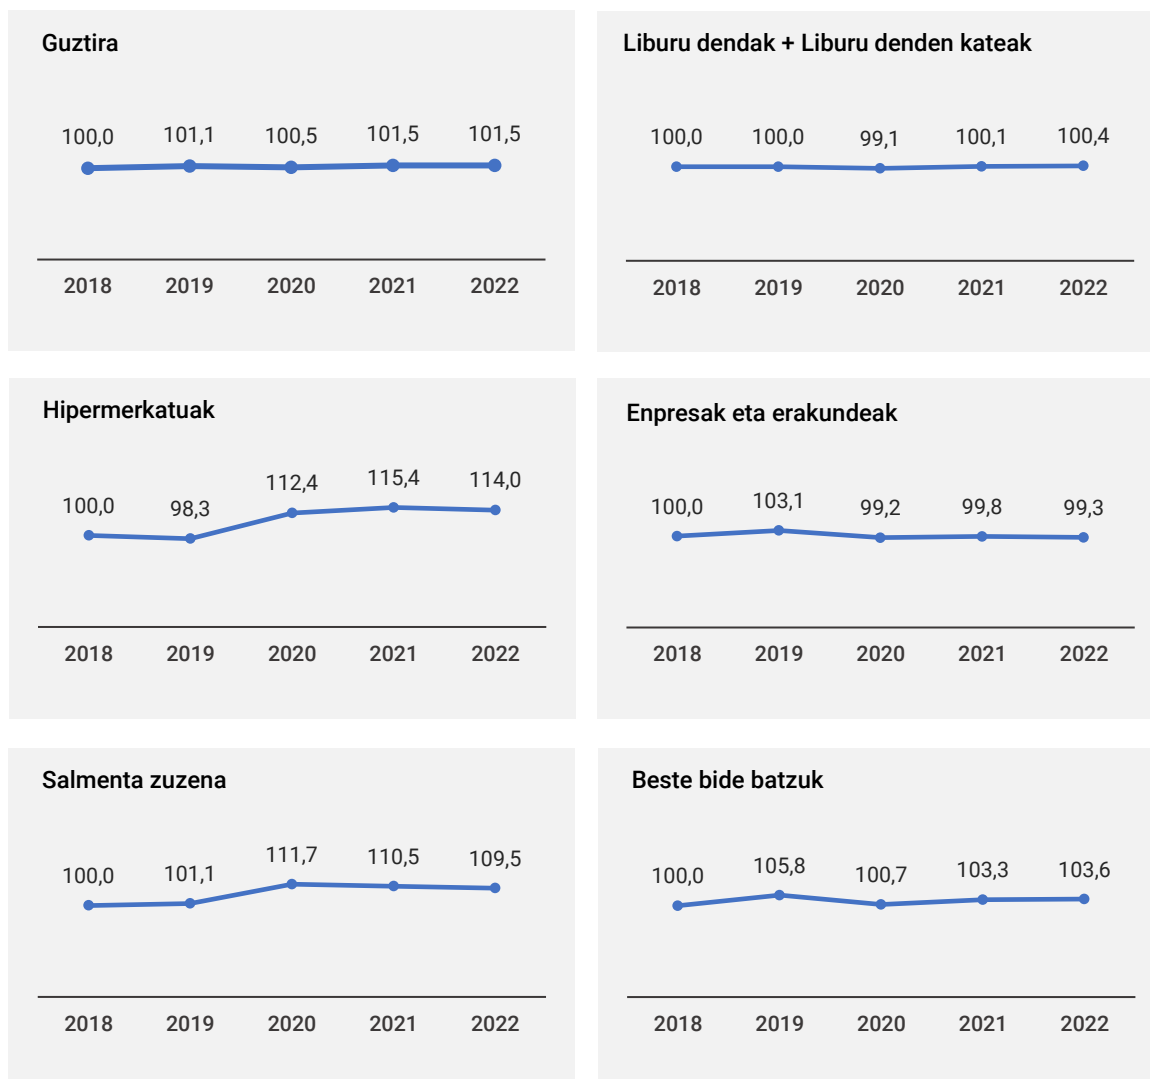 Guztira
100,0 101,1 100,5 101,5 101,5
2018 2019 2020 2021 2022
Liburu dendak + Liburu denden kateak
100,0 100,0 99,1 100,1 100,4
2018 2019 2020 2021 2022
Hipermerkatuak
100,0 98,3 112,4 115,4 114,0
2018 2019 2020 2021 2022
Enpresak eta erakundeak
100,0 103,1 99,2 99,8 99,3
2018 2019 2020 2021 2022
Salmenta zuzena
100,0 101,1 111,7 110,5 109,5
2018 2019 2020 2021 2022
Beste bide batzuk
100,0 105,8 100,7 103,3 103,6
2018 2019 2020 2021 2022